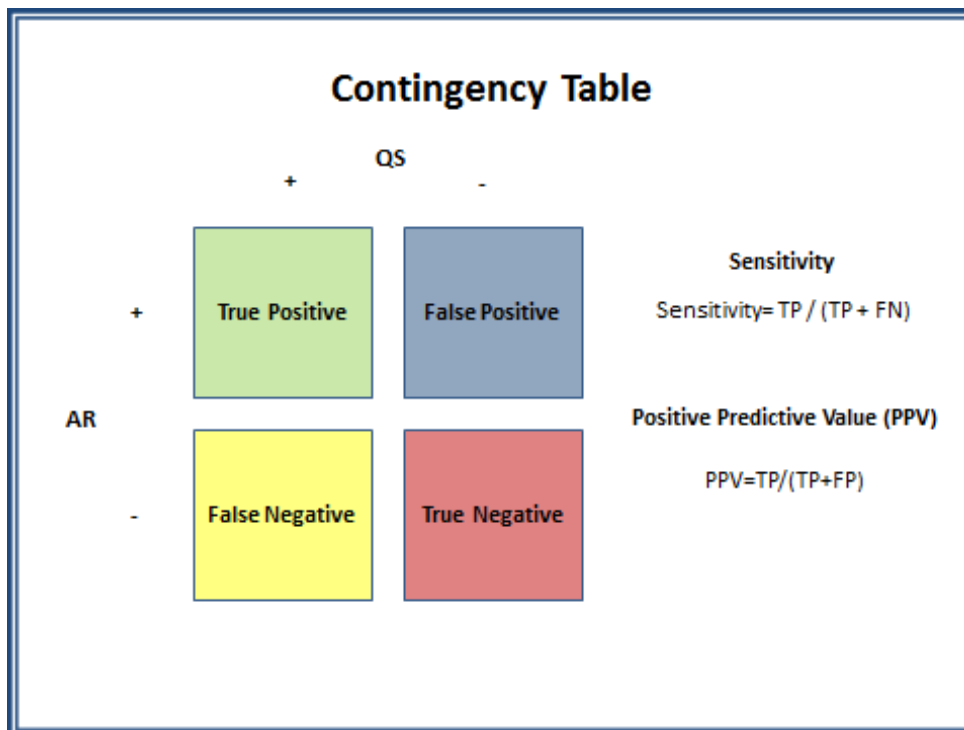 Contingency Table
QS
+ -
Sensitivity
+ True Positive False Positive Sensitivity= TP / (TP + FN)
AR Positive Predictive Value (PPV)
PPV=TP/(TP+FP)
- False Negative True Negative